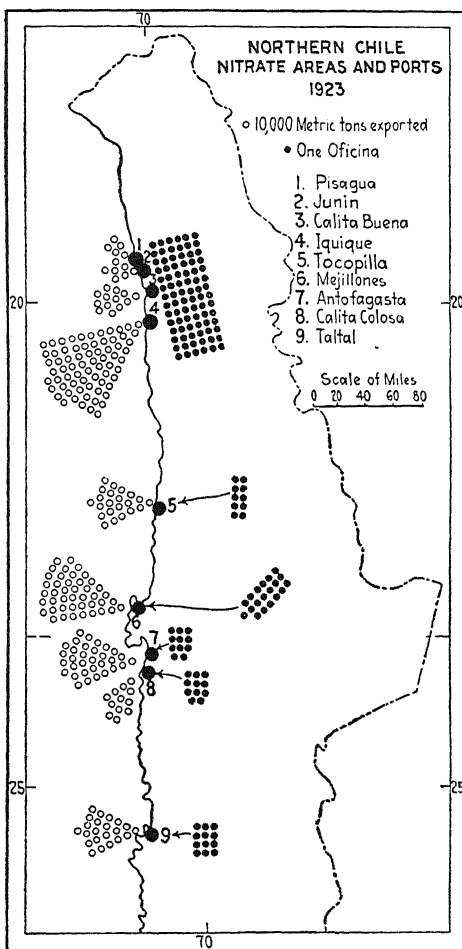 70
NORTHERN CHILE
NITRATE AREAS AND PORTS
1923
○ 10,000 Metric tons exported
● One Oficina
1. Pisagua
2. Junin
3. Calita Buena
4. Iquique
5. Tocopilla
6. Mejillones
7. Antofagasta
8. Calita Colosa
9. Taltal
Scale of Miles
0 20 40 60 80
1
2
3
20
20
4
5
6
7
8
25
25
9
70